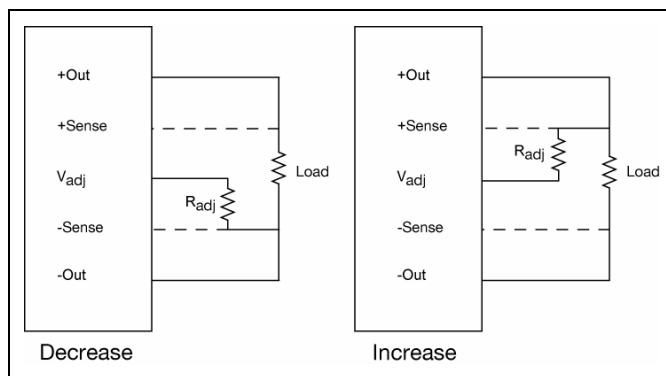 +Out
+Sense
Vadj
Radj
-Sense
-Out
Load
Decrease
+Out
+Sense
Radj
Vadj
-Sense
-Out
Load
Increase